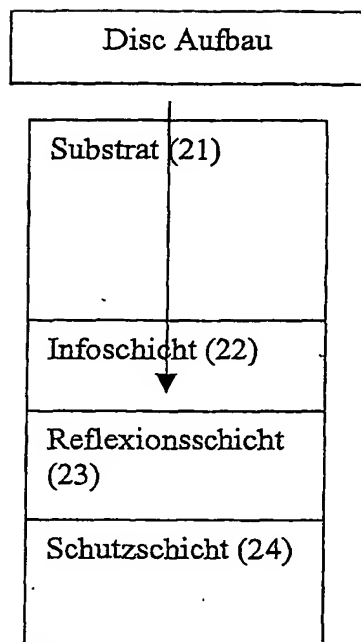 Disc Aufbau
Substrat (21)
Infoschicht (22)
Reflexionsschicht
(23)
Schutzschicht (24)